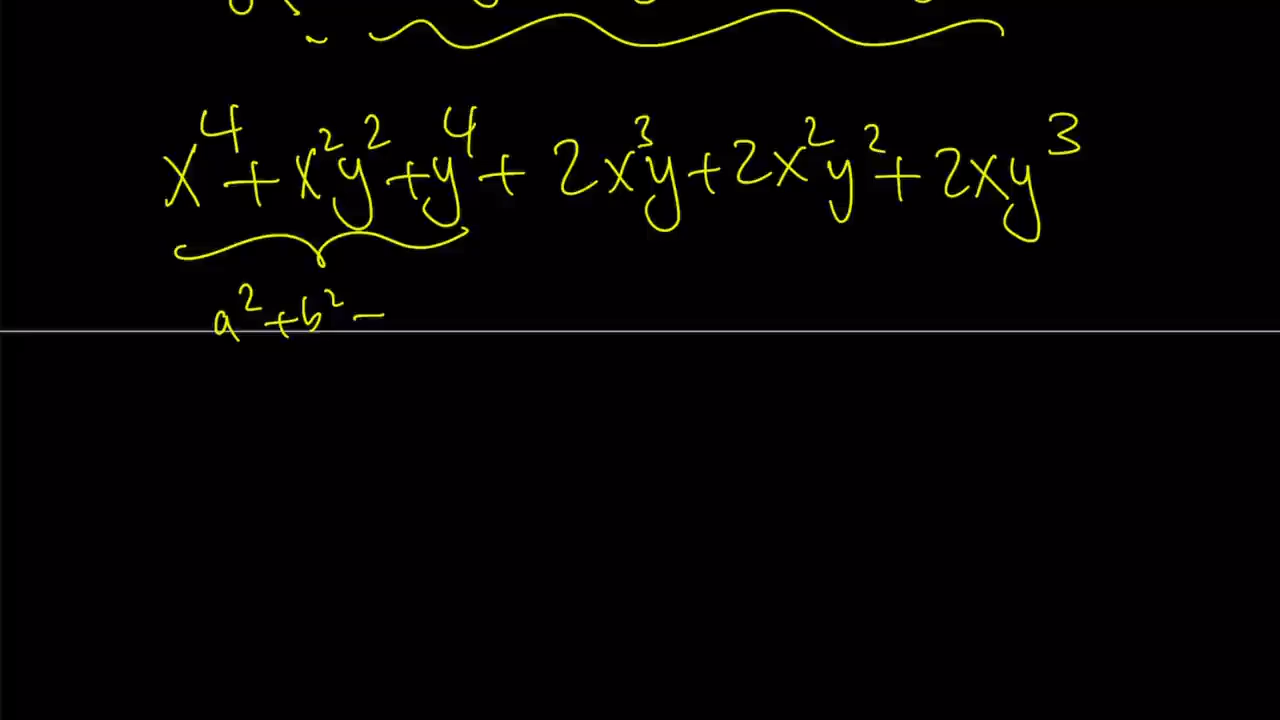 x⁴ + x²y² + y⁴ + 2x³y + 2x²y² + 2xy³
a² + b² -